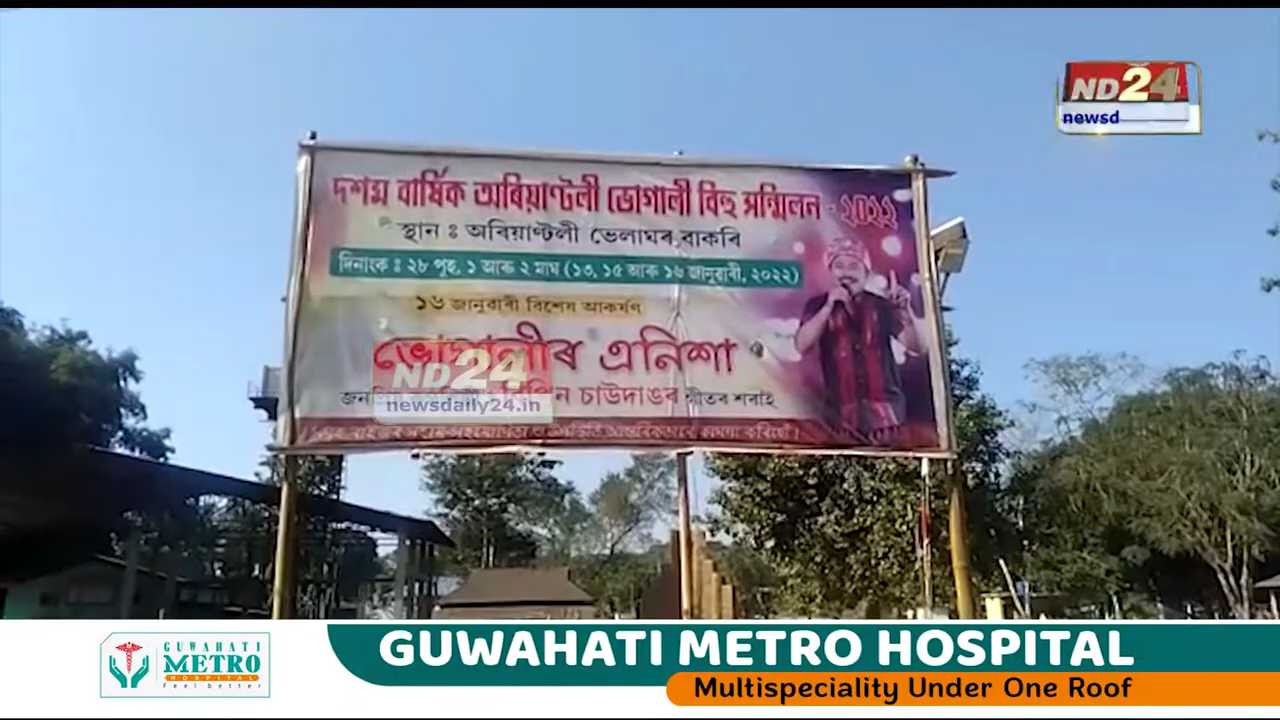 ND24
newsd
দশম বাৰ্ষিক অৰিয়াণ্টলী ভোগালী বিহু সন্মিলন - ২০২২
স্থান ঃ অৰিয়াণ্টলী ভেলাঘৰ বাকৰি
দিনাংক ঃ ২৮ পুহ, ১ আৰু ২ মাঘ (১৩, ১৫ আৰু ১৬ জানুৱাৰী, ২০২২)
১৬ জানুৱাৰী বিশেষ আকৰ্ষণ
ভোগালীৰ এনিশা
ND24
চাউদাঙৰ গীতৰ শৰাই
newsdaily24.in
GUWAHATI
METRO
HOSPITAL
Feel better
GUWAHATI METRO HOSPITAL
Multispeciality Under One Roof